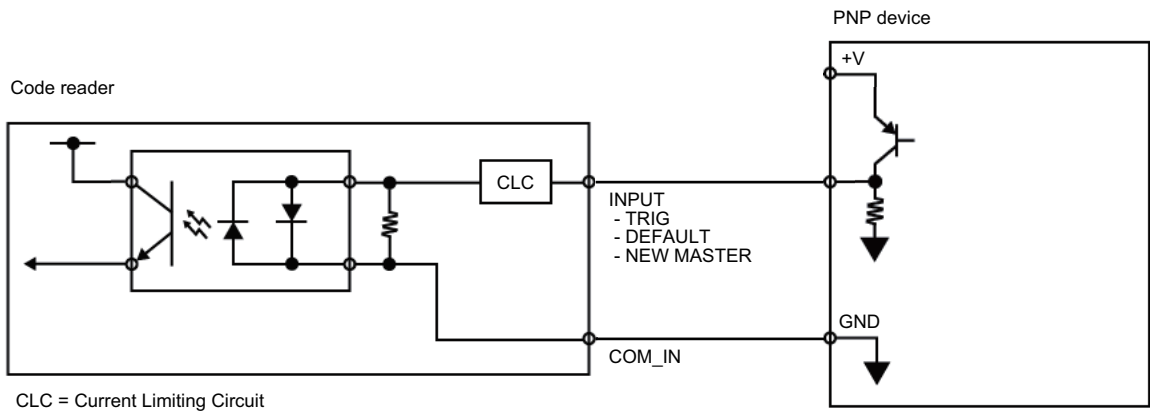 PNP device
+V
Code reader
CLC
INPUT
- TRIG
- DEFAULT
- NEW MASTER
GND
COM_IN
CLC = Current Limiting Circuit